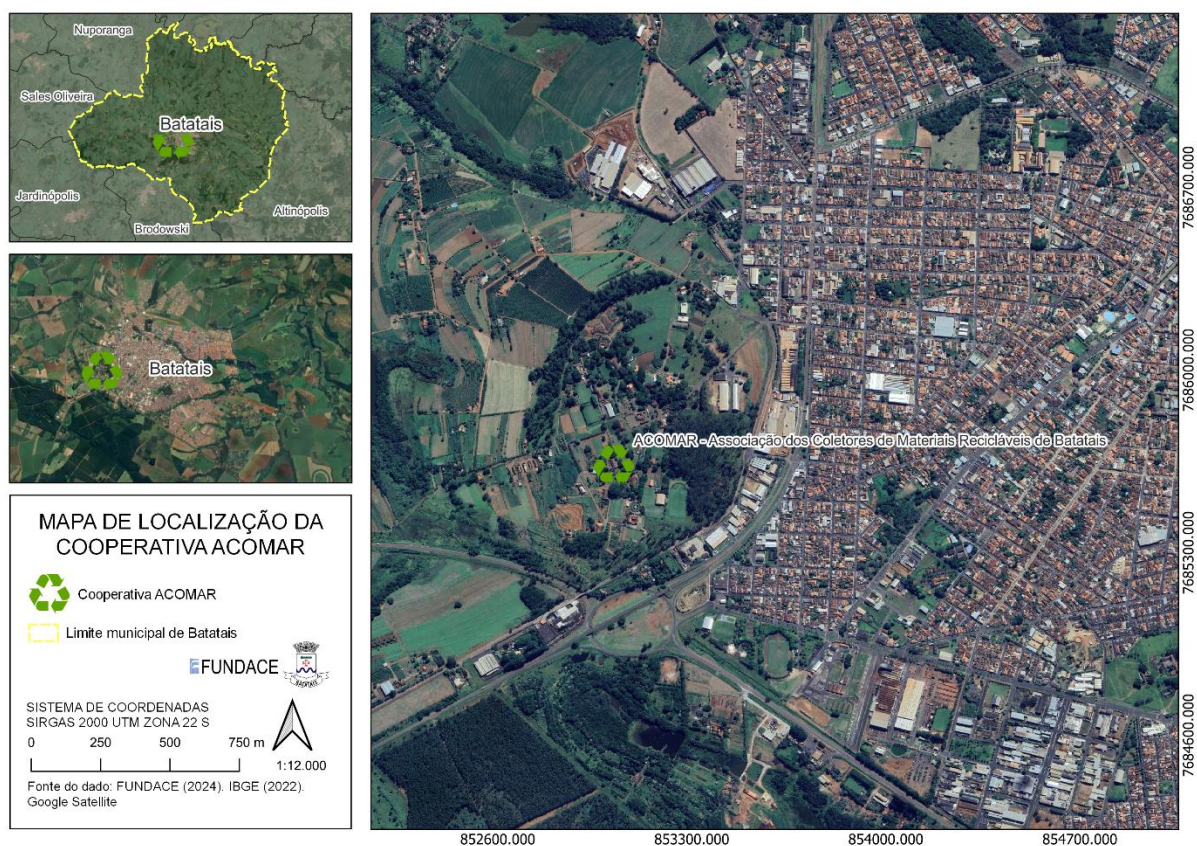 Nuporanga
Sales Oliveira
Batatais
Jardinópolis
Altinópolis
Brodowski
Batatais
MAPA DE LOCALIZAÇÃO DA
COOPERATIVA ACOMAR
Cooperativa ACOMAR
Limite municipal de Batatais
FUNDACE
BATATAIS
SISTEMA DE COORDENADAS
SIRGAS 2000 UTM ZONA 22 S
0 250 500 750 m
1:12.000
Fonte do dado: FUNDACE (2024). IBGE (2022).
Google Satellite
ACOMAR - Associação dos Coletores de Materiais Recicláveis de Batatais
7686700.000
7686000.000
7685300.000
7684600.000
852600.000 853300.000 854000.000 854700.000